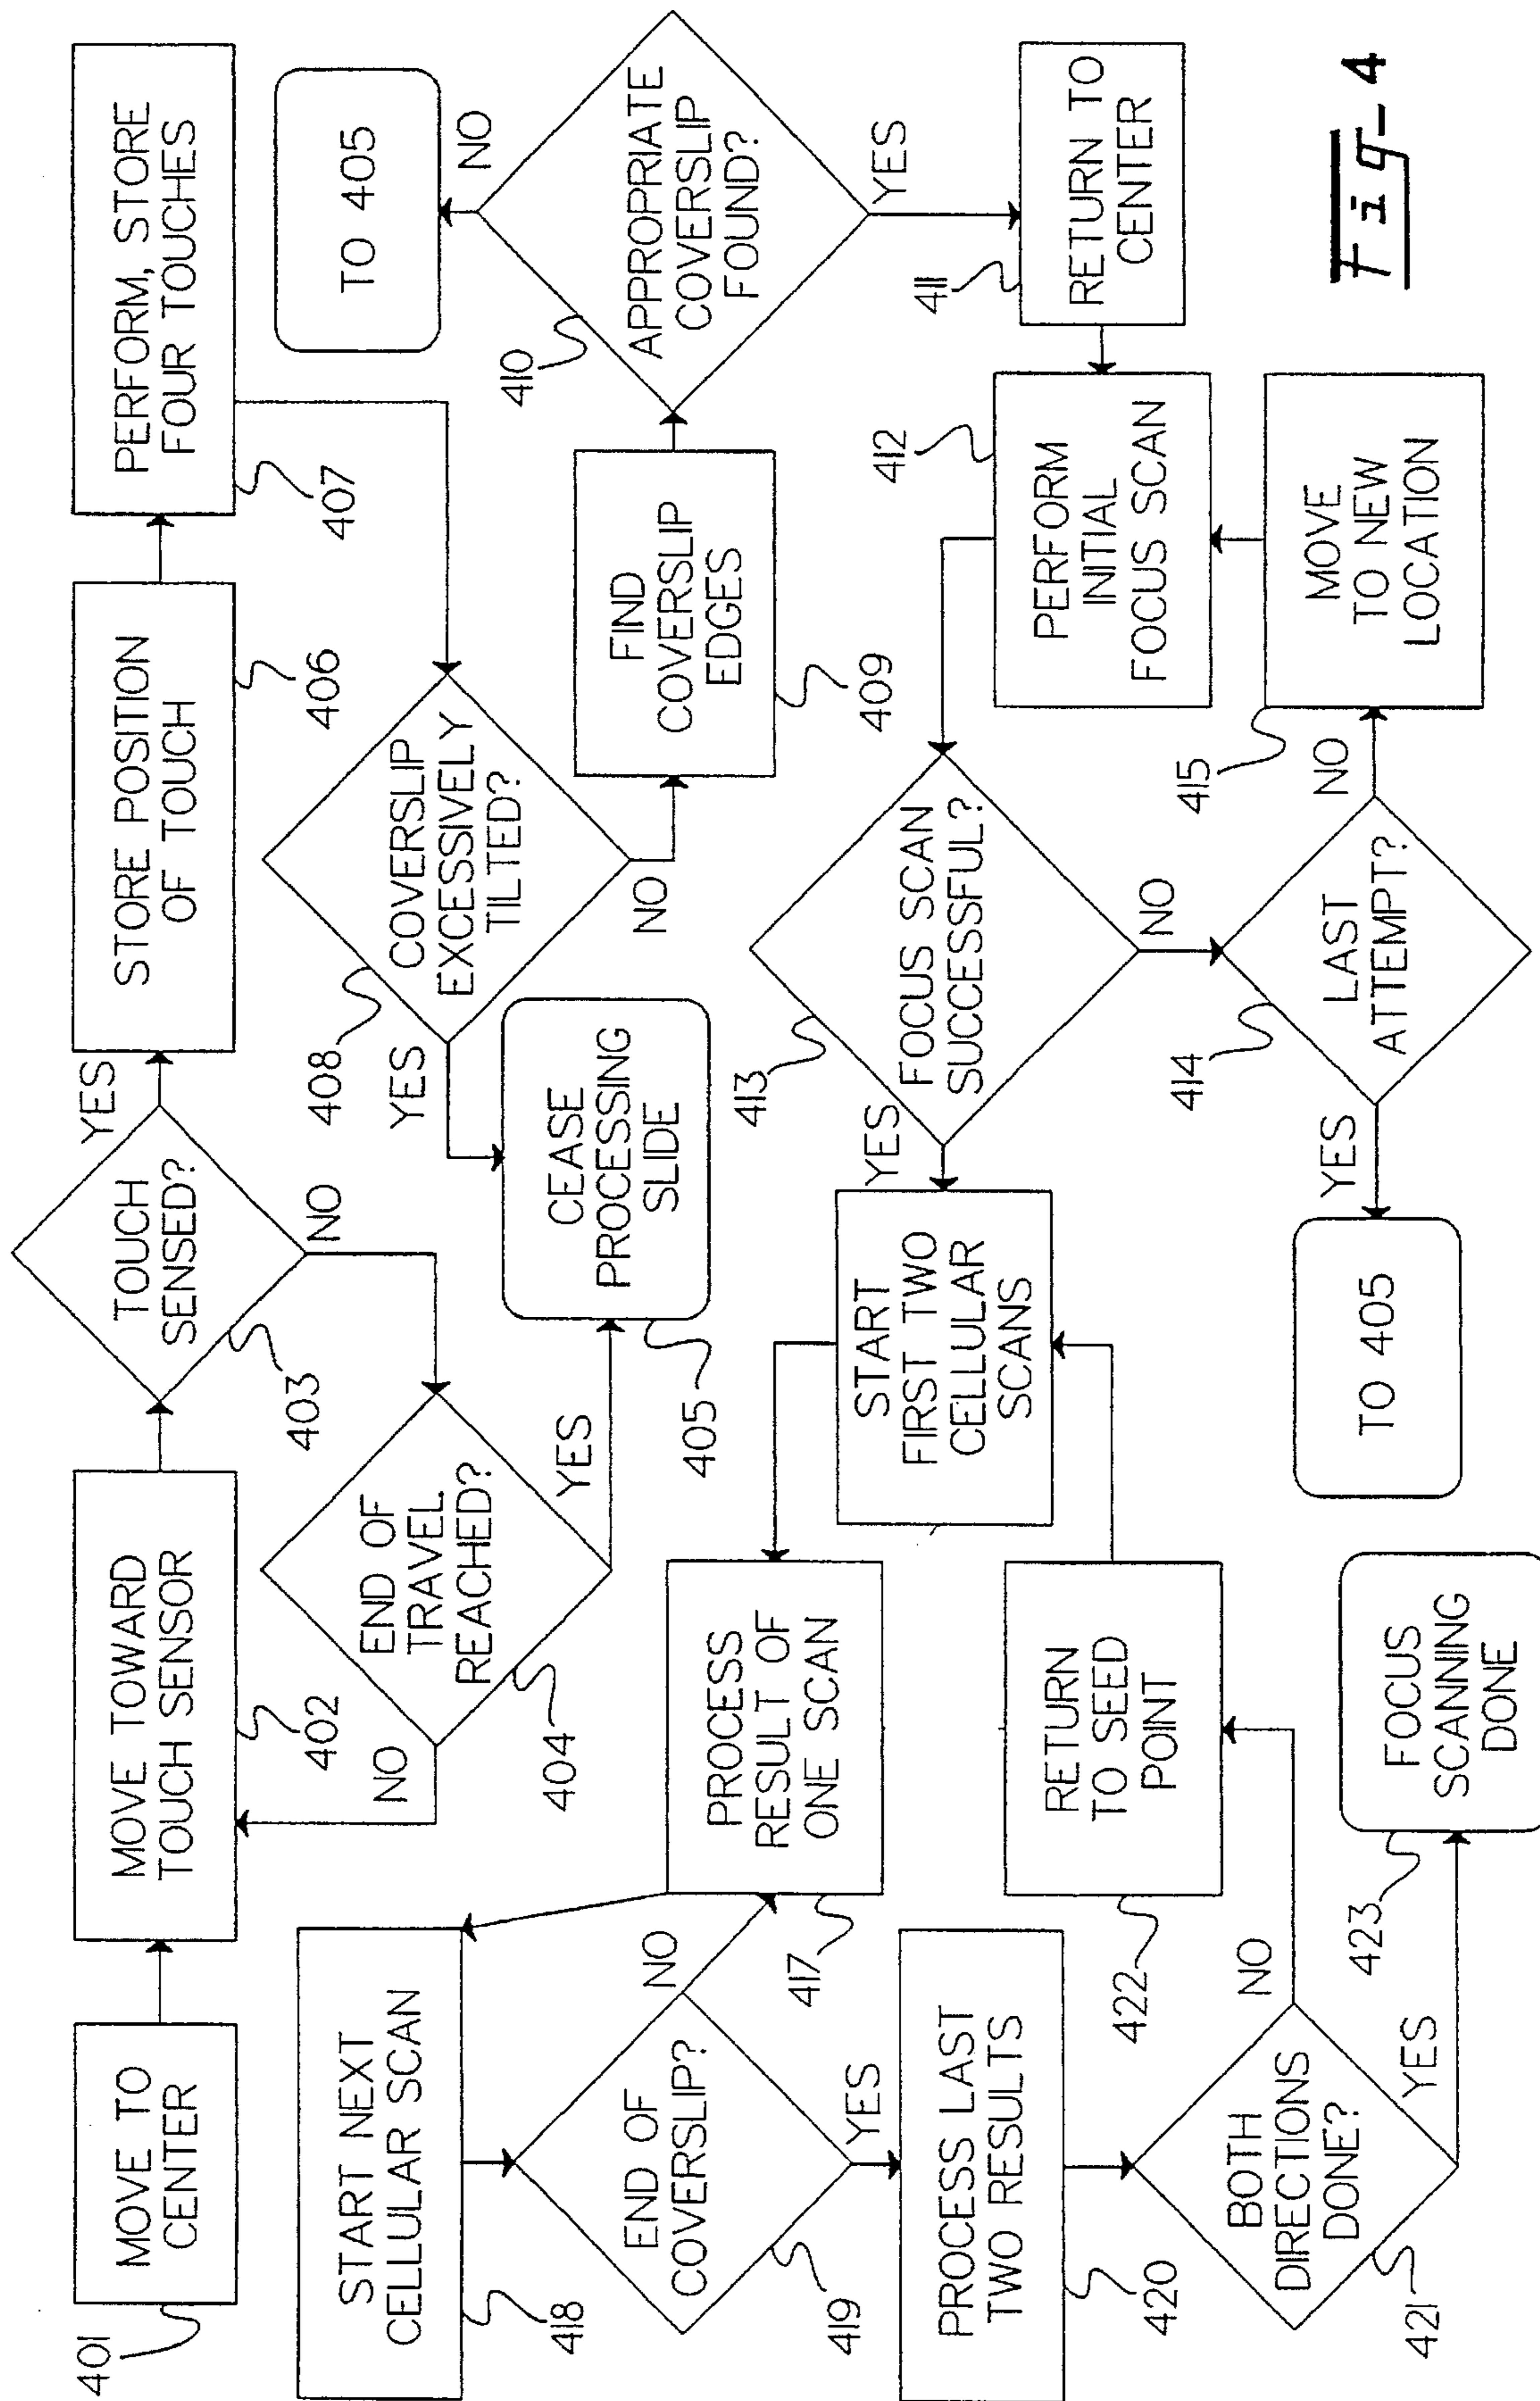 401
MOVE TO
CENTER
MOVE TOWARD
TOUCH SENSOR
402
TOUCH
SENSED?
403
YES
NO
STORE POSITION
OF TOUCH
406
PERFORM, STORE
FOUR TOUCHES
407
END OF
TRAVEL
REACHED?
404
NO
YES
CEASE
PROCESSING
SLIDE
405
COVERSLIP
EXCESSIVELY
TILTED?
408
YES
NO
FIND
COVERSLIP
EDGES
409
APPROPRIATE
COVERSLIP
FOUND?
410
NO
YES
TO 405
RETURN TO
CENTER
411
PERFORM
INITIAL
FOCUS SCAN
412
FOCUS SCAN
SUCCESSFUL?
413
YES
NO
LAST
ATTEMPT?
414
YES
NO
MOVE
TO NEW
LOCATION
415
TO 405
START
FIRST TWO
CELLULAR
SCANS
PROCESS
RESULT OF
ONE SCAN
417
START NEXT
CELLULAR SCAN
418
END OF
COVERSLIP?
419
NO
YES
PROCESS LAST
TWO RESULTS
420
BOTH
DIRECTIONS
DONE?
421
NO
YES
RETURN
TO SEED
POINT
422
FOCUS
SCANNING
DONE
423
Fig-4